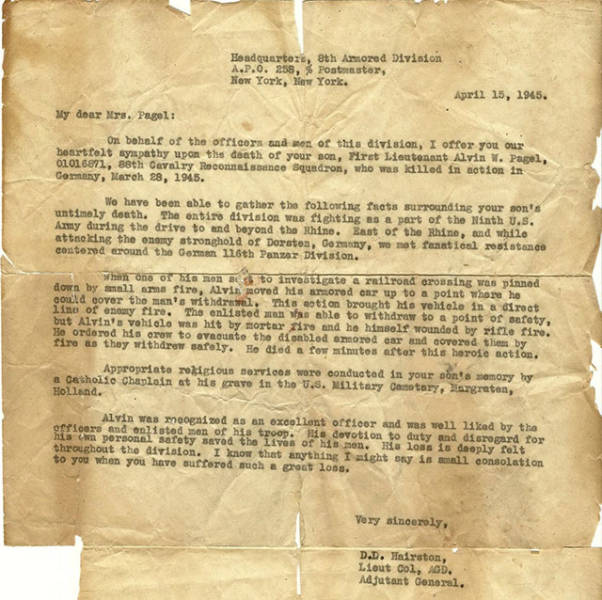 Headquarters, 8th Armored Division
A.P.O. 258, % Postmaster,
New York, New York.
April 15, 1945.
My dear Mrs. Pagel:
On behalf of the officers and men of this division, I offer you our
heartfelt sympathy upon the death of your son, First Lieutenant Alvin W. Pagel,
01016871, 88th Cavalry Reconnaissance Squadron, who was killed in action in
Germany, March 28, 1945.
We have been able to gather the following facts surrounding your son's
untimely death. The entire division was fighting as a part of the Ninth U.S.
Army during the drive to and beyond the Rhine. East of the Rhine, and while
attacking the enemy stronghold of Dorsten, Germany, we met fanatical resistance
centered around the German 116th Panzer Division.
When one of his men to investigate a railroad crossing was pinned
down by small arms fire, Alvin moved his armored car up to a point where he
could cover the man's withdrawal. This action brought his vehicle in a direct
line of enemy fire. The enlisted man was able to withdraw to a point of safety,
but Alvin's vehicle was hit by mortar fire and he himself wounded by rifle fire.
He ordered his crew to evacuate the disabled armored car and covered them by
fire as they withdrew safely. He died a few minutes after this heroic action.
Appropriate religious services were conducted in your son's memory by
a Catholic Chaplain at his grave in the U.S. Military Cemetary, Margraten,
Holland.
Alvin was recognized as an excellent officer and was well liked by the
officers and enlisted men of his troop. His devotion to duty and disregard for
his own personal safety saved the lives of his men. His loss is deeply felt
throughout the division. I know that anything I might say is small consolation
to you when you have suffered such a great loss.
Very sincerely,
D.D. Hairston,
Lieut Col, AGD.
Adjutant General.